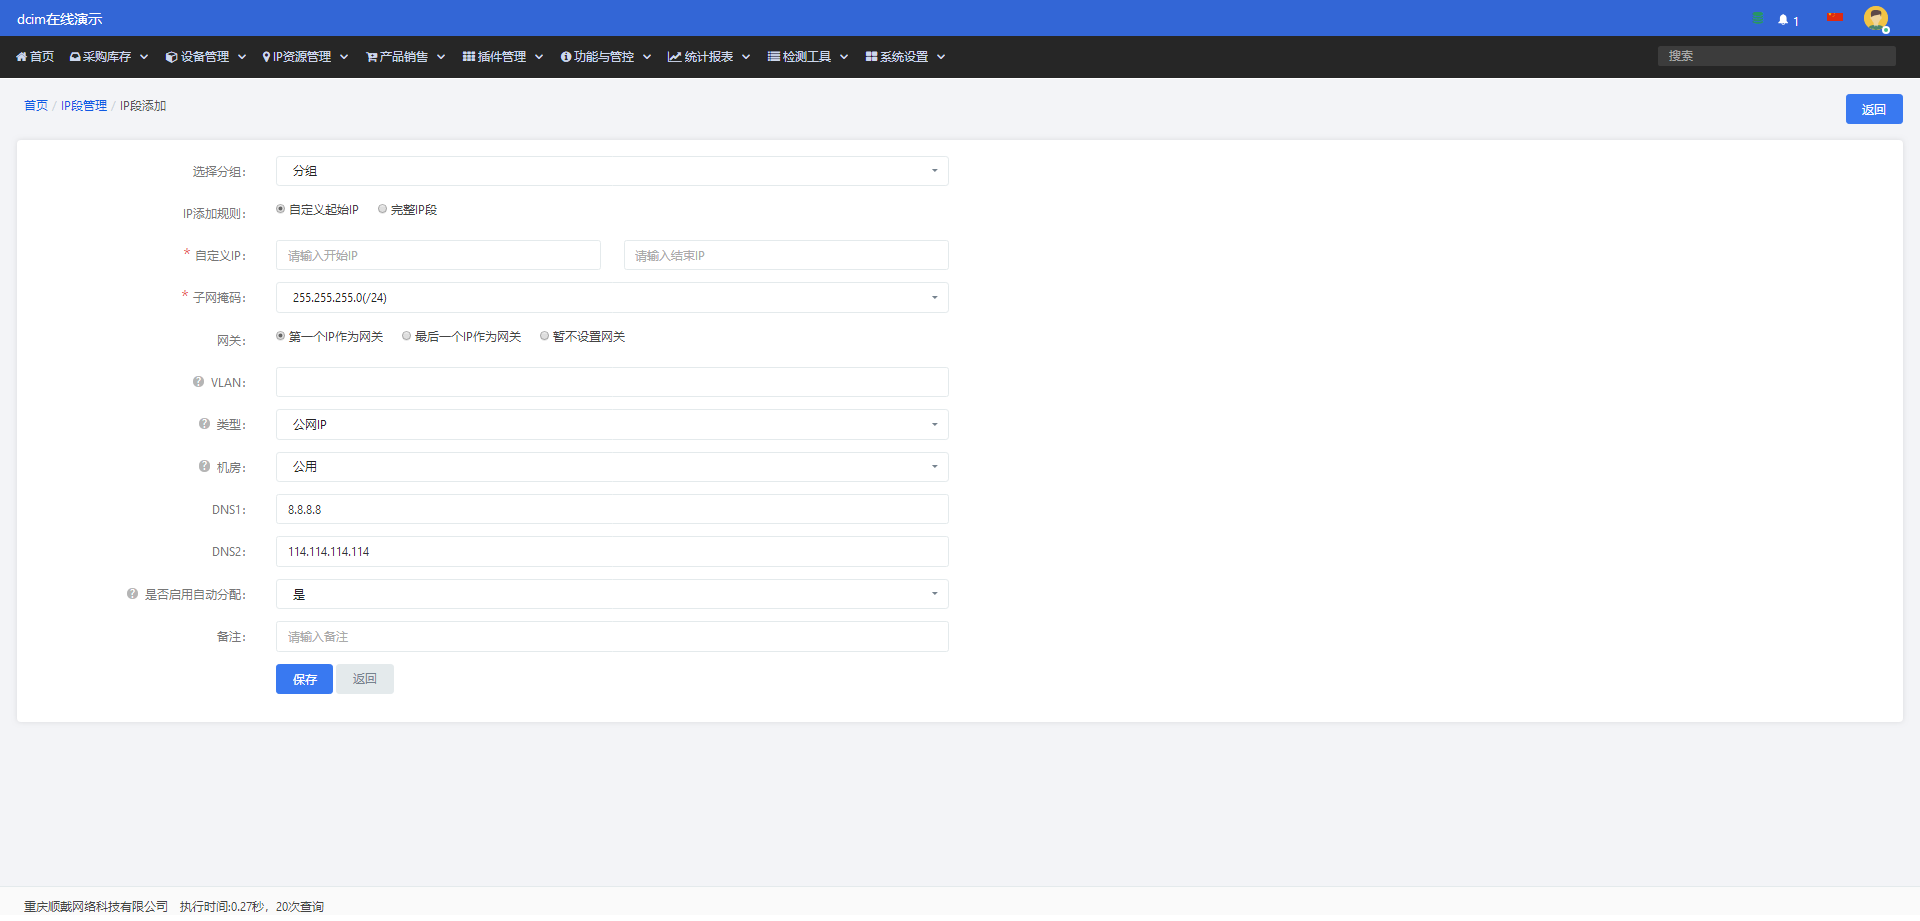 dcim在线演示
1
首页 采购库存 设备管理 IP资源管理 产品销售 插件管理 功能与管控 统计报表 检测工具 系统设置 搜索
首页 / IP段管理 / IP段添加
返回
选择分组： 分组
IP添加规则： 自定义起始IP 完整IP段
* 自定义IP： 请输入开始IP 请输入结束IP
* 子网掩码： 255.255.255.0(/24)
网关： 第一个IP作为网关 最后一个IP作为网关 暂不设置网关
? VLAN：
? 类型： 公网IP
? 机房： 公用
DNS1： 8.8.8.8
DNS2： 114.114.114.114
? 是否启用自动分配： 是
备注： 请输入备注
保存 返回
重庆顺戴网络科技有限公司 执行时间:0.27秒，20次查询